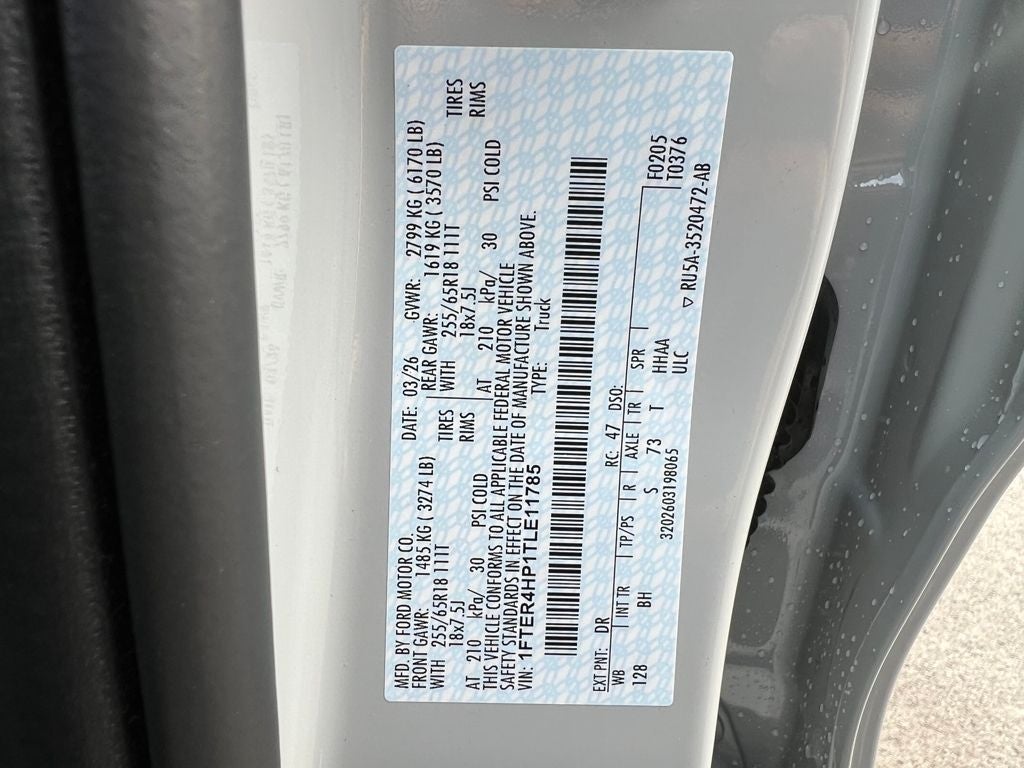 MFD. BY FORD MOTOR CO. DATE: 03/26 GVWR: 2799 KG ( 6170 LB)
FRONT GAWR: 1485 KG ( 3274 LB) REAR GAWR: 1619 KG ( 3570 LB)
WITH 255/65R18 111T TIRES WITH 255/65R18 111T TIRES
18x7.5J RIMS 18x7.5J RIMS
AT 210 kPa/ 30 PSI COLD AT 210 kPa/ 30 PSI COLD
THIS VEHICLE CONFORMS TO ALL APPLICABLE FEDERAL MOTOR VEHICLE
SAFETY STANDARDS IN EFFECT ON THE DATE OF MANUFACTURE SHOWN ABOVE.
VIN: 1FTER4HP1TLE11785 TYPE: Truck
EXT PNT: DR RC: 47 DSO: F0205
WB INT TR TP/PS R AXLE TR SPR T0376
128 BH S 73 T HHAA
ULC
3202603198065 ▽ RU5A-3520472-AB